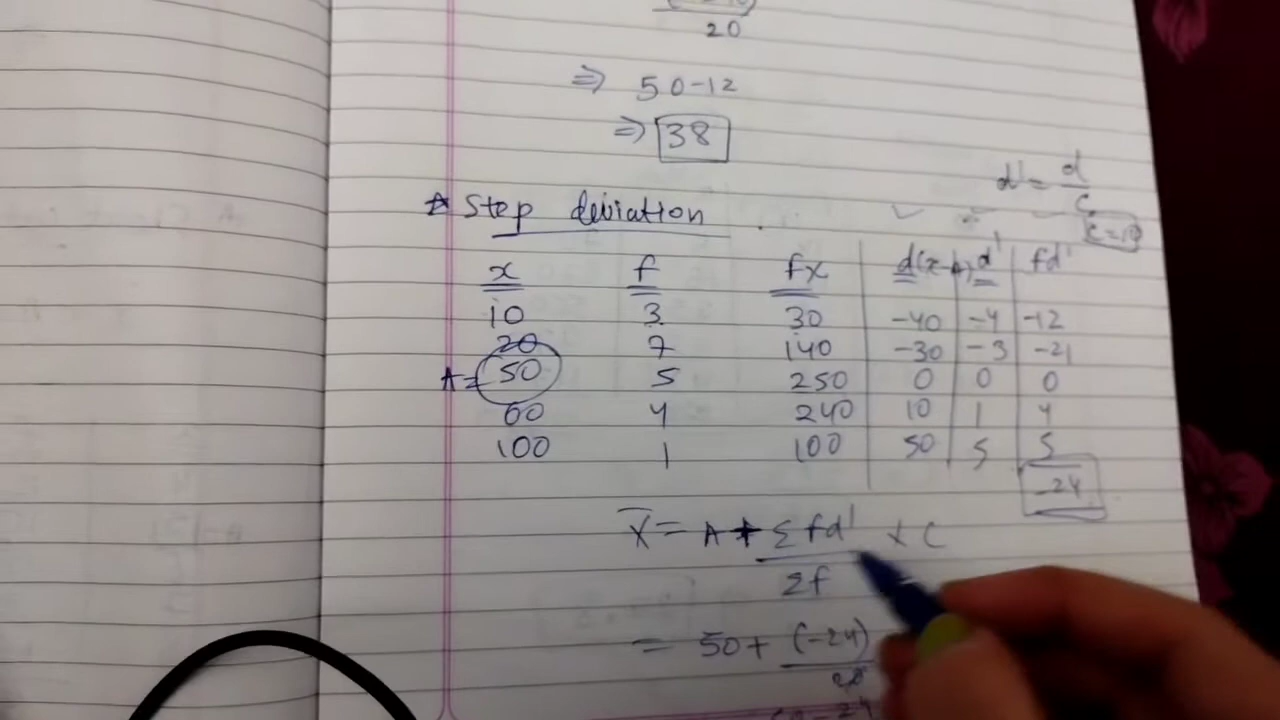 20
⇒ 50-12
⇒ 38
d' = d/c
* Step deviation
c=10
x f fx d(x-A) d' fd'
10 3 30 -40 -4 -12
20 7 140 -30 -3 -21
A= 50 5 250 0 0 0
60 4 240 10 1 4
100 1 100 50 5 5
-24
X̄ = A + Σfd' × C
Σf
= 50 + (-24)
20